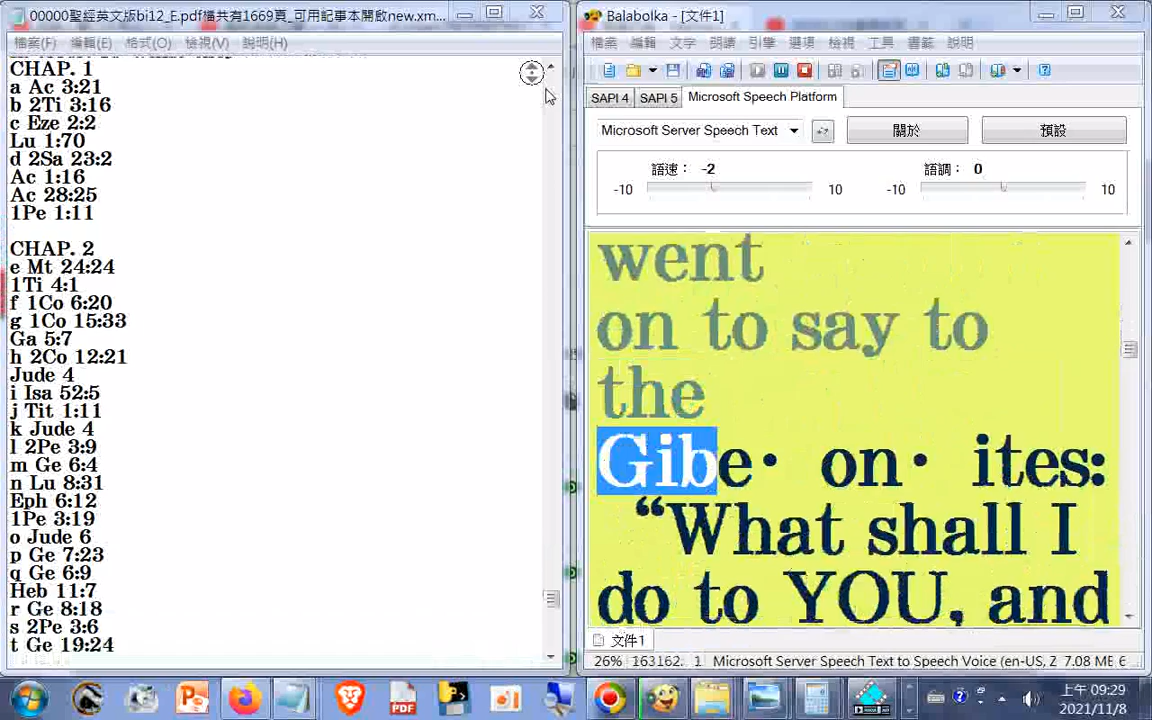 00000聖經英文版bi12_E.pdf檔共有1669頁_可用記事本開啟new.xm...
檔案(F) 編輯(E) 格式(O) 檢視(V) 說明(H)
CHAP. 1
a Ac 3:21
b 2Ti 3:16
c Eze 2:2
Lu 1:70
d 2Sa 23:2
Ac 1:16
Ac 28:25
1Pe 1:11
CHAP. 2
e Mt 24:24
1Ti 4:1
f 1Co 6:20
g 1Co 15:33
Ga 5:7
h 2Co 12:21
Jude 4
i Isa 52:5
j Tit 1:11
k Jude 4
l 2Pe 3:9
m Ge 6:4
n Lu 8:31
Eph 6:12
1Pe 3:19
o Jude 6
p Ge 7:23
q Ge 6:9
Heb 11:7
r Ge 8:18
s 2Pe 3:6
t Ge 19:24
Balabolka - [文件1]
檔案 編輯 文字 朗讀 引擎 選項 檢視 工具 書籤 說明
SAPI 4 SAPI 5 Microsoft Speech Platform
Microsoft Server Speech Text 關於 預設
語速： -2 語調： 0
-10 10 -10 10
went
on to say to
the
Gibe· on· ites:
“What shall I
do to YOU, and
文件1
26% 163162. 1 Microsoft Server Speech Text to Speech Voice (en-US, Z 7.08 MB 6
上午 09:29
2021/11/8